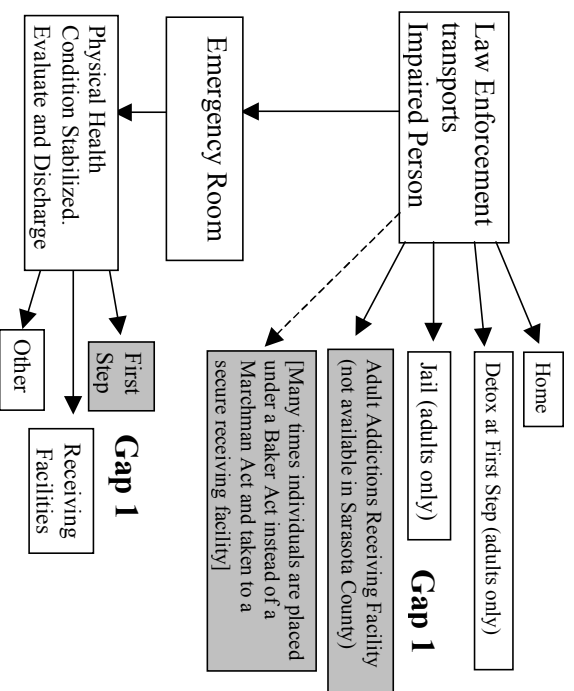 Law Enforcement
transports
Impaired Person
Home
Detox at First Step (adults only)
Jail (adults only)
Gap 1
Adult Addictions Receiving Facility
(not available in Sarasota County)
[Many times individuals are placed
under a Baker Act instead of a
Marchman Act and taken to a
secure receiving facility]
Emergency Room
Physical Health
Condition Stabilized.
Evaluate and Discharge
First
Step
Gap 1
Receiving
Facilities
Other